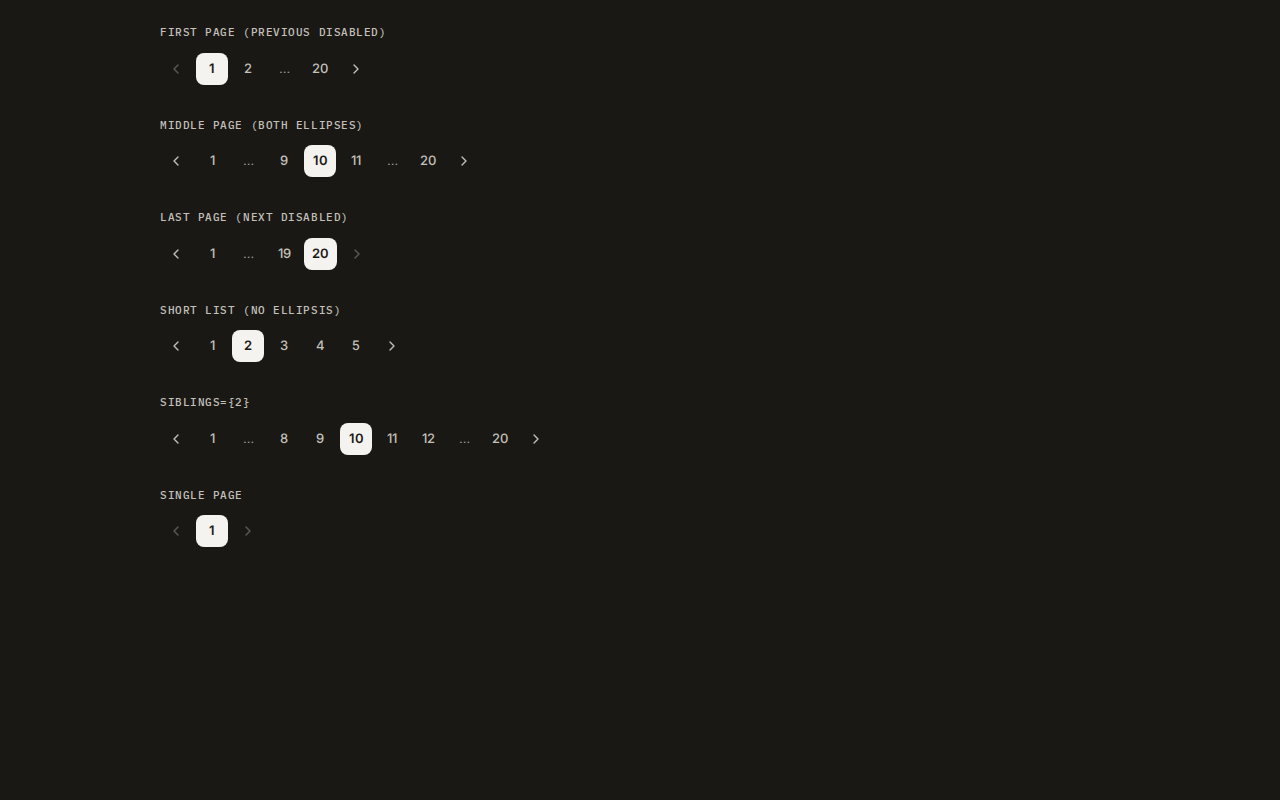 FIRST PAGE (PREVIOUS DISABLED)
1 2 … 20
MIDDLE PAGE (BOTH ELLIPSES)
1 … 9 10 11 … 20
LAST PAGE (NEXT DISABLED)
1 … 19 20
SHORT LIST (NO ELLIPSIS)
1 2 3 4 5
SIBLINGS={2}
1 … 8 9 10 11 12 … 20
SINGLE PAGE
1